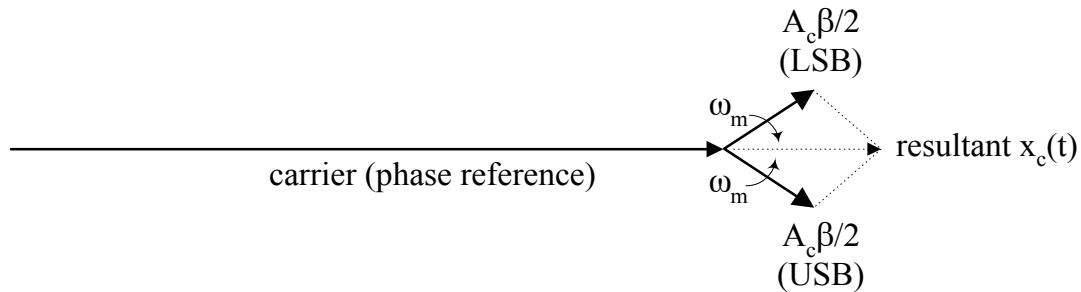 A_cβ/2
(LSB)
ω_m
resultant x_c(t)
carrier (phase reference)
ω_m
A_cβ/2
(USB)